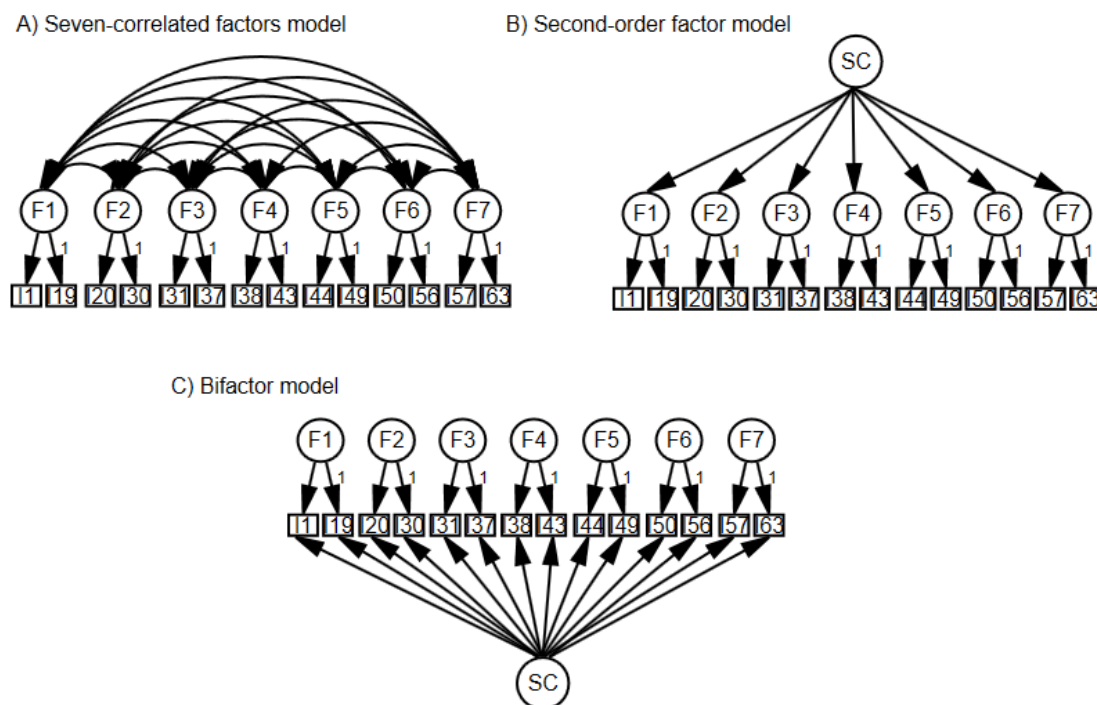 A) Seven-correlated factors model
F1 F2 F3 F4 F5 F6 F7
1 1 1 1 1 1 1
I1 I19 I20 I30 I31 I37 I38 I43 I44 I49 I50 I56 I57 I63
B) Second-order factor model
SC
F1 F2 F3 F4 F5 F6 F7
1 1 1 1 1 1 1
I1 I19 I20 I30 I31 I37 I38 I43 I44 I49 I50 I56 I57 I63
C) Bifactor model
F1 F2 F3 F4 F5 F6 F7
1 1 1 1 1 1 1
I1 I19 I20 I30 I31 I37 I38 I43 I44 I49 I50 I56 I57 I63
SC